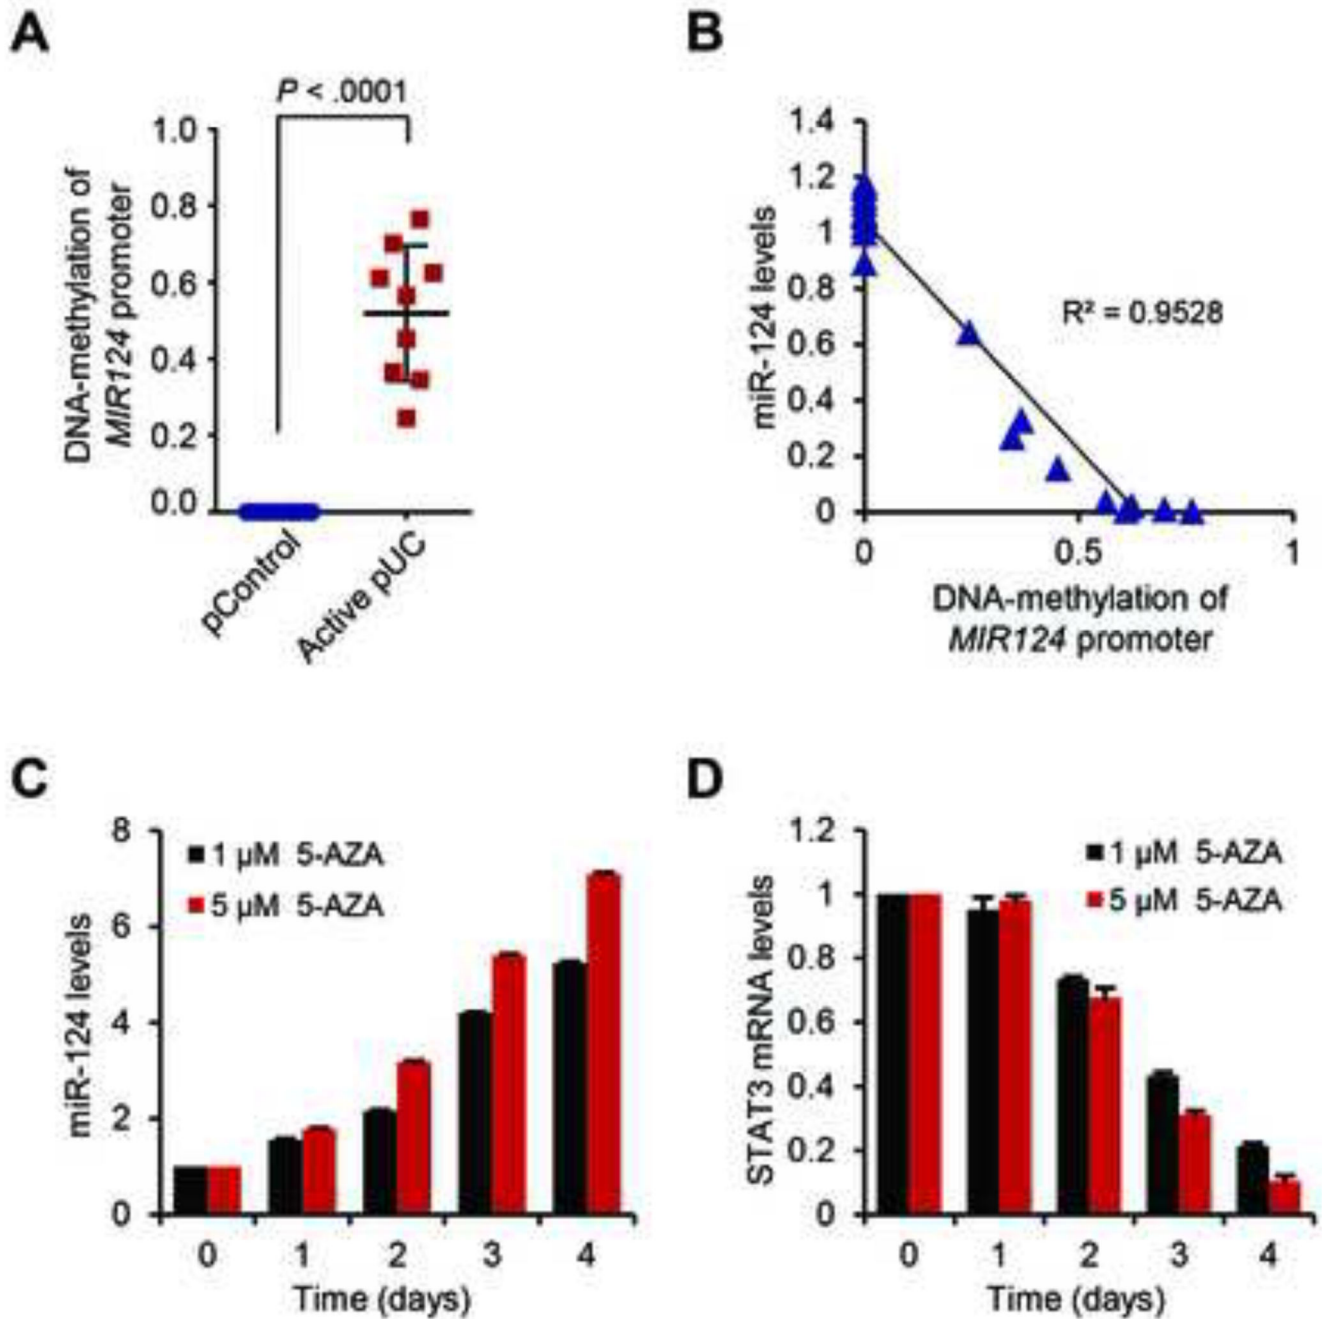 A
P < .0001
DNA-methylation of
MIR124 promoter
1.0
0.8
0.6
0.4
0.2
0.0
pControl
Active pUC
B
miR-124 levels
1.4
1.2
1
0.8
0.6
0.4
0.2
0
R² = 0.9528
0
0.5
1
DNA-methylation of
MIR124 promoter
C
miR-124 levels
8
6
4
2
0
1 µM 5-AZA
5 µM 5-AZA
0
1
2
3
4
Time (days)
D
STAT3 mRNA levels
1.2
1
0.8
0.6
0.4
0.2
0
1 µM 5-AZA
5 µM 5-AZA
0
1
2
3
4
Time (days)